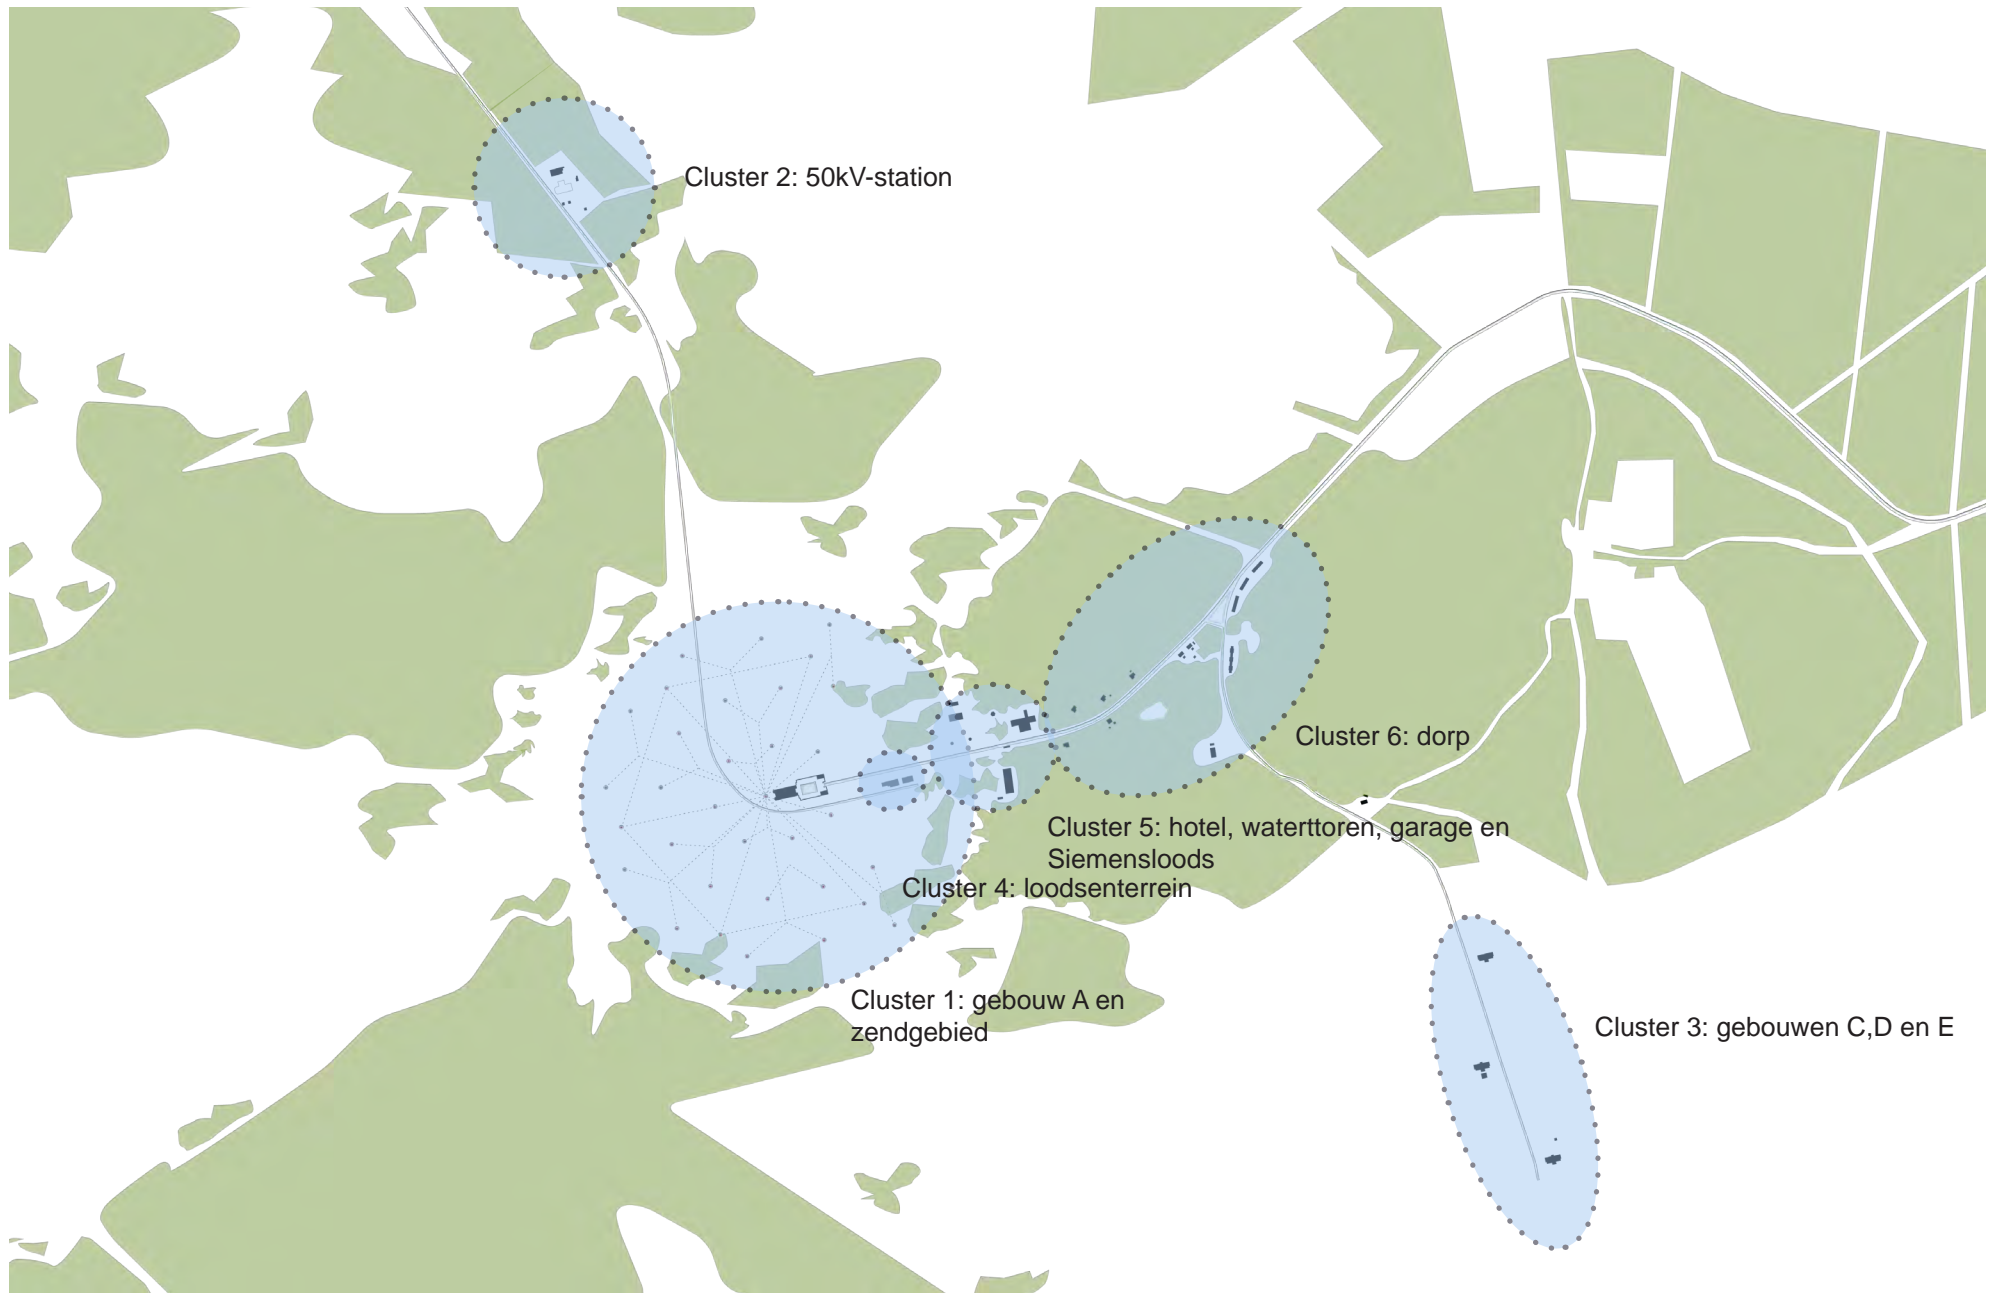 Cluster 2: 50kV-station
Cluster 6: dorp
Cluster 5: hotel, waterttoren, garage en
Siemensloods
Cluster 4: loodsenterrein
Cluster 1: gebouw A en
zendgebied
Cluster 3: gebouwen C,D en E